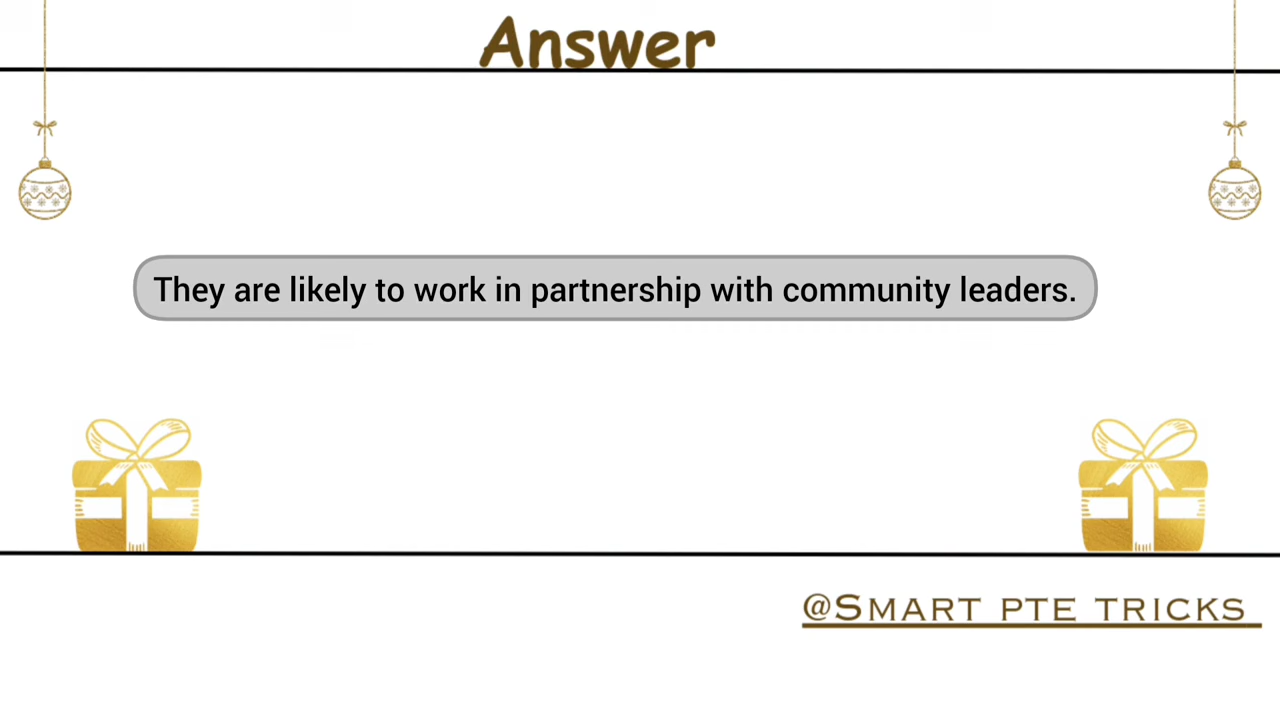 Answer
They are likely to work in partnership with community leaders.
@SMART PTE TRICKS